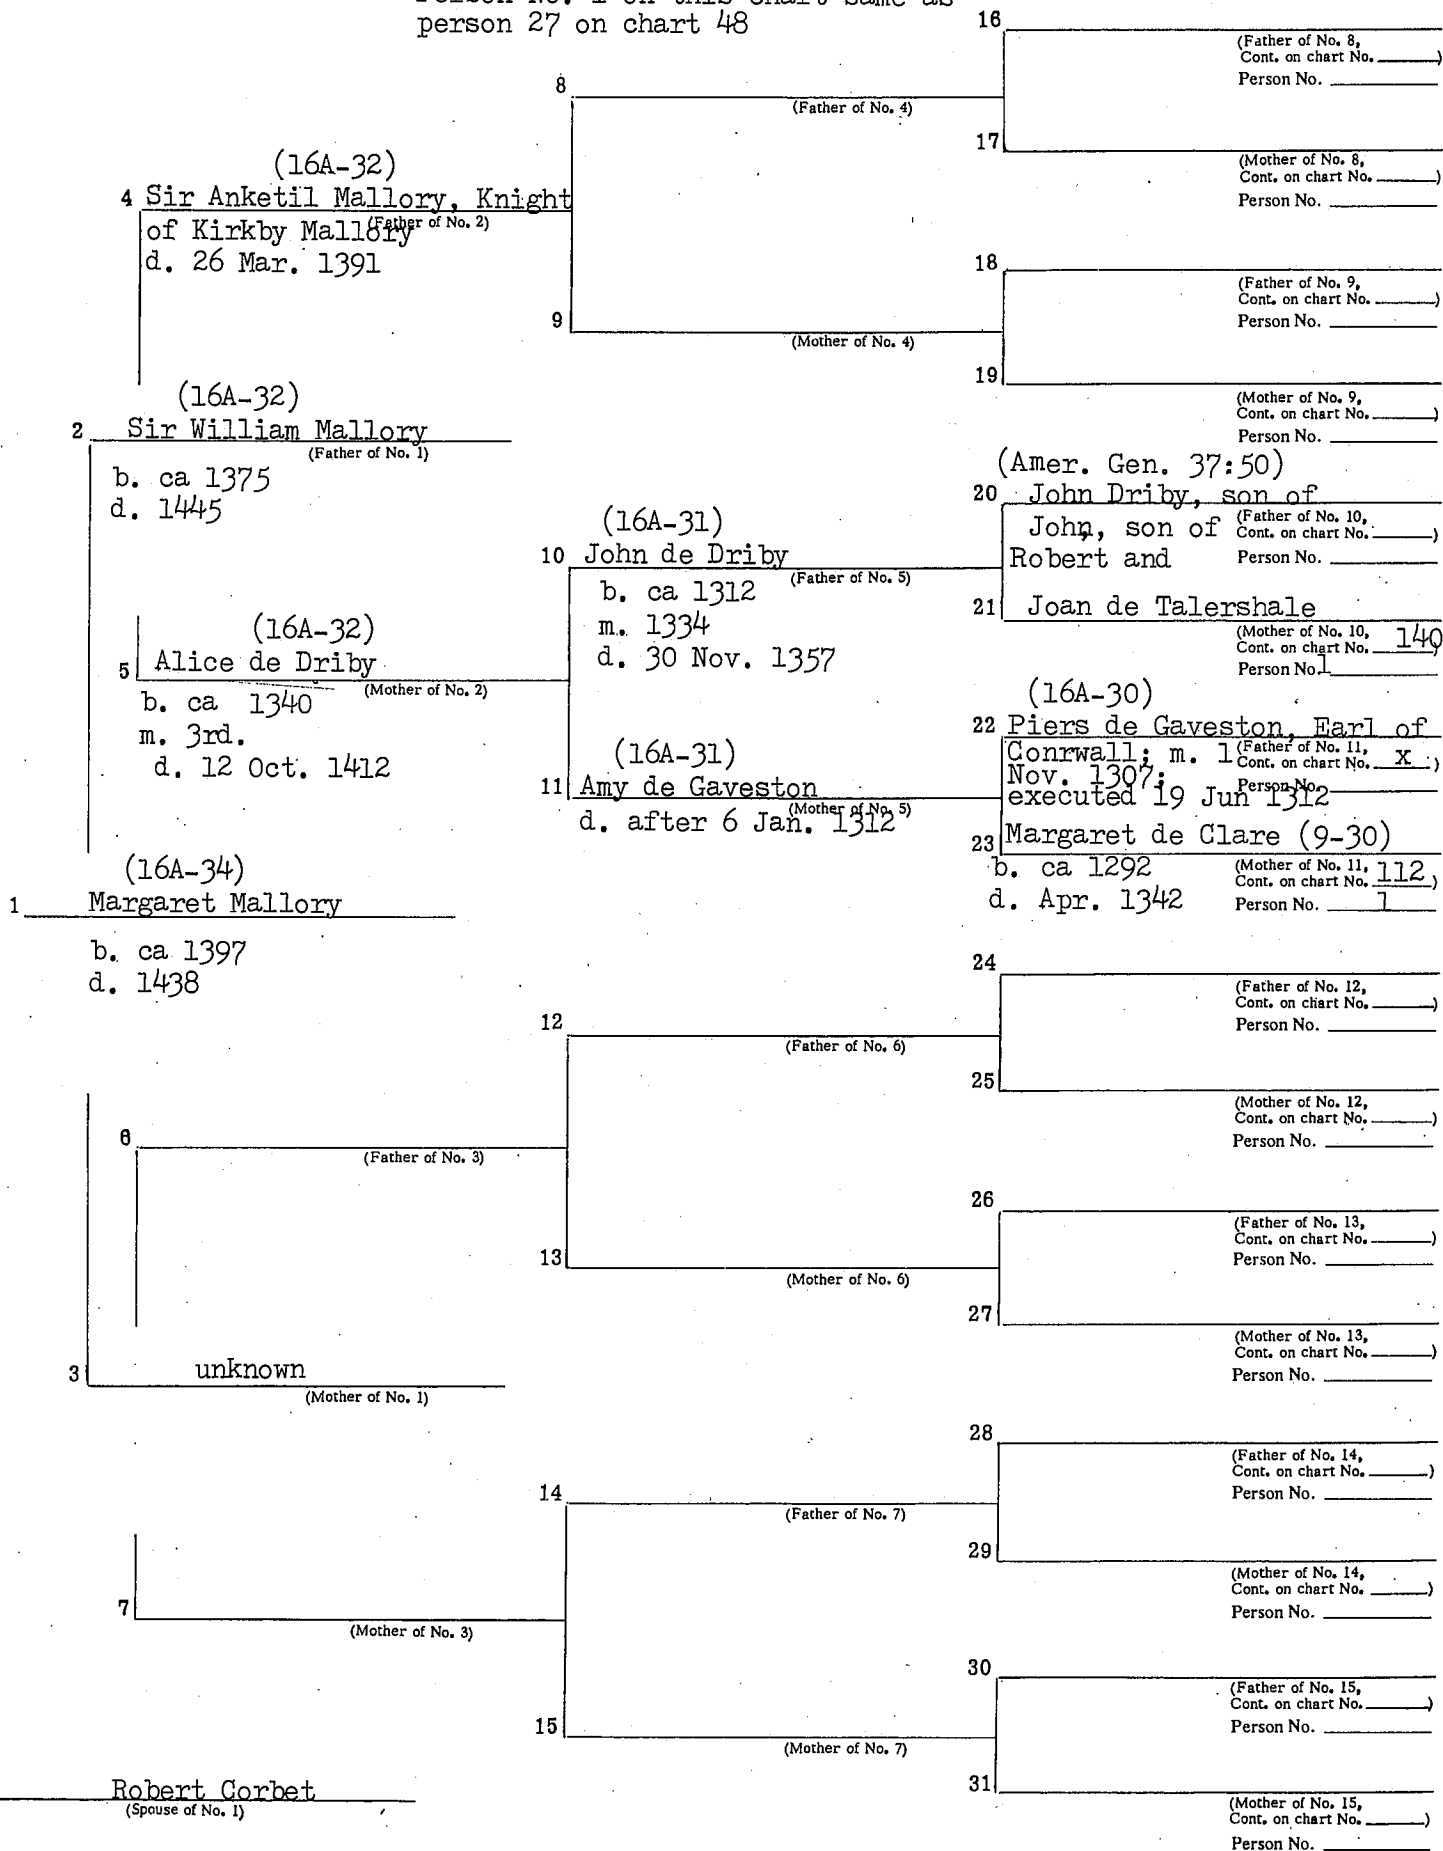 person 27 on chart 48
16
(Father of No. 8,
Cont. on chart No.
)
Person No.
8
(Father of No. 4)
17
(Mother of No. 8,
Cont. on chart No.
)
Person No.
(16A-32)
4 Sir Anketil Mallory, Knight
of Kirkby Mallory
(Father of No. 2)
d. 26 Mar. 1391
18
(Father of No. 9,
Cont. on chart No.
)
Person No.
9
(Mother of No. 4)
19
(Mother of No. 9,
Cont. on chart No.
)
Person No.
(16A-32)
2 Sir William Mallory
(Father of No. 1)
b. ca 1375
d. 1445
(Amer. Gen. 37:50)
20 John Driby, son of
John, son of
Robert and
(Father of No. 10,
Cont. on chart No.
)
Person No.
(16A-31)
10 John de Driby
(Father of No. 5)
b. ca 1312
m. 1334
d. 30 Nov. 1357
21 Joan de Talershale
(Mother of No. 10,
Cont. on chart No. 140)
Person No. 1
(16A-32)
5 Alice de Driby
(Mother of No. 2)
b. ca 1340
m. 3rd.
d. 12 Oct. 1412
(16A-30)
22 Piers de Gaveston, Earl of
Conrwall; m. 1
Nov. 1307;
executed 19 Jun 1312
(Father of No. 11,
Cont. on chart No. x )
Person No.
(16A-31)
11 Amy de Gaveston
(Mother of No. 5)
d. after 6 Jan. 1312
23 Margaret de Clare (9-30)
b. ca 1292
d. Apr. 1342
(Mother of No. 11,
Cont. on chart No. 112 )
Person No. 1
(16A-34)
1 Margaret Mallory
b. ca 1397
d. 1438
24
(Father of No. 12,
Cont. on chart No.
)
Person No.
12
(Father of No. 6)
25
(Mother of No. 12,
Cont. on chart No.
)
Person No.
6
(Father of No. 3)
26
(Father of No. 13,
Cont. on chart No.
)
Person No.
13
(Mother of No. 6)
27
(Mother of No. 13,
Cont. on chart No.
)
Person No.
3 unknown
(Mother of No. 1)
28
(Father of No. 14,
Cont. on chart No.
)
Person No.
14
(Father of No. 7)
29
(Mother of No. 14,
Cont. on chart No.
)
Person No.
7
(Mother of No. 3)
30
(Father of No. 15,
Cont. on chart No.
)
Person No.
15
(Mother of No. 7)
31
(Mother of No. 15,
Cont. on chart No.
)
Person No.
Robert Corbet
(Spouse of No. 1)